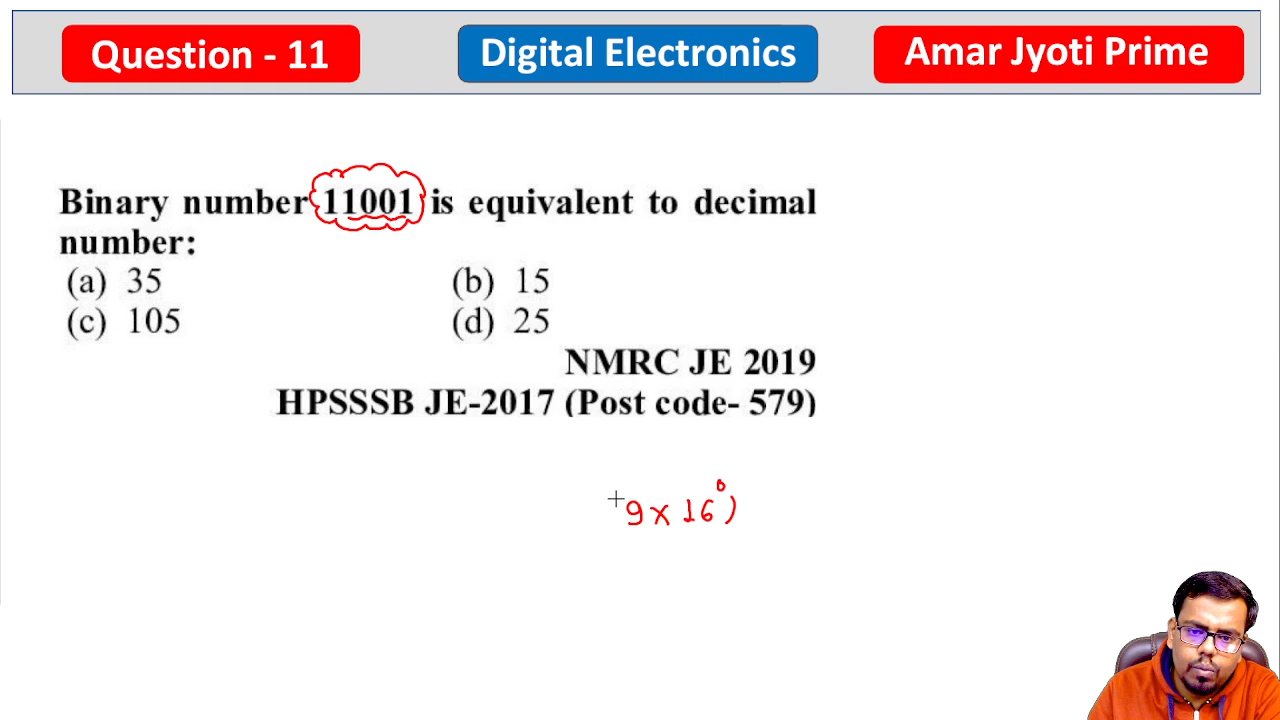 Question - 11
Digital Electronics
Amar Jyoti Prime
Binary number 11001 is equivalent to decimal
number:
(a) 35 (b) 15
(c) 105 (d) 25
NMRC JE 2019
HPSSSB JE-2017 (Post code- 579)
9 x 16⁰)